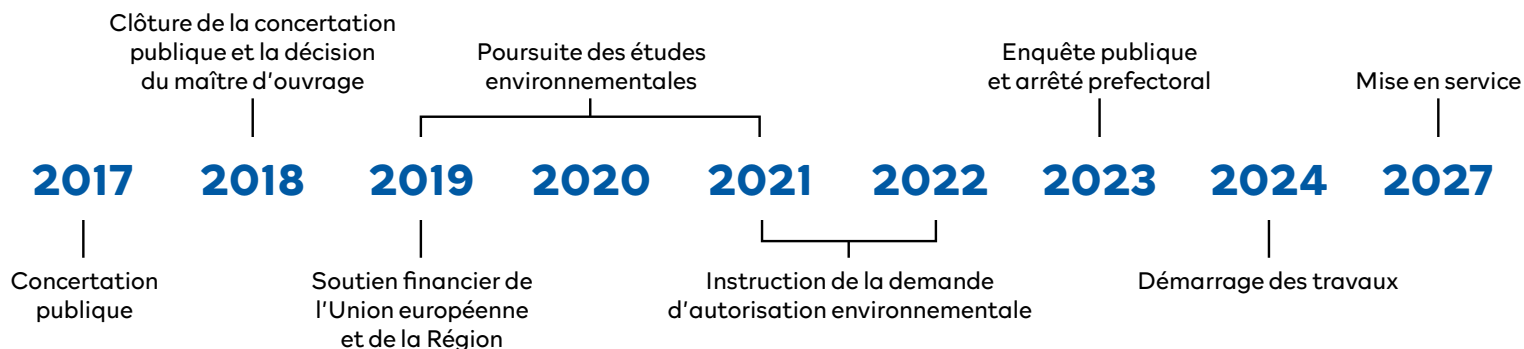 Clôture de la concertation
publique et la décision
du maître d'ouvrage
Poursuite des études
environnementales
Enquête publique
et arrêté prefectoral
Mise en service
2017 2018 2019 2020 2021 2022 2023 2024 2027
Concertation
publique
Soutien financier de
l'Union européenne
et de la Région
Instruction de la demande
d'autorisation environnementale
Démarrage des travaux